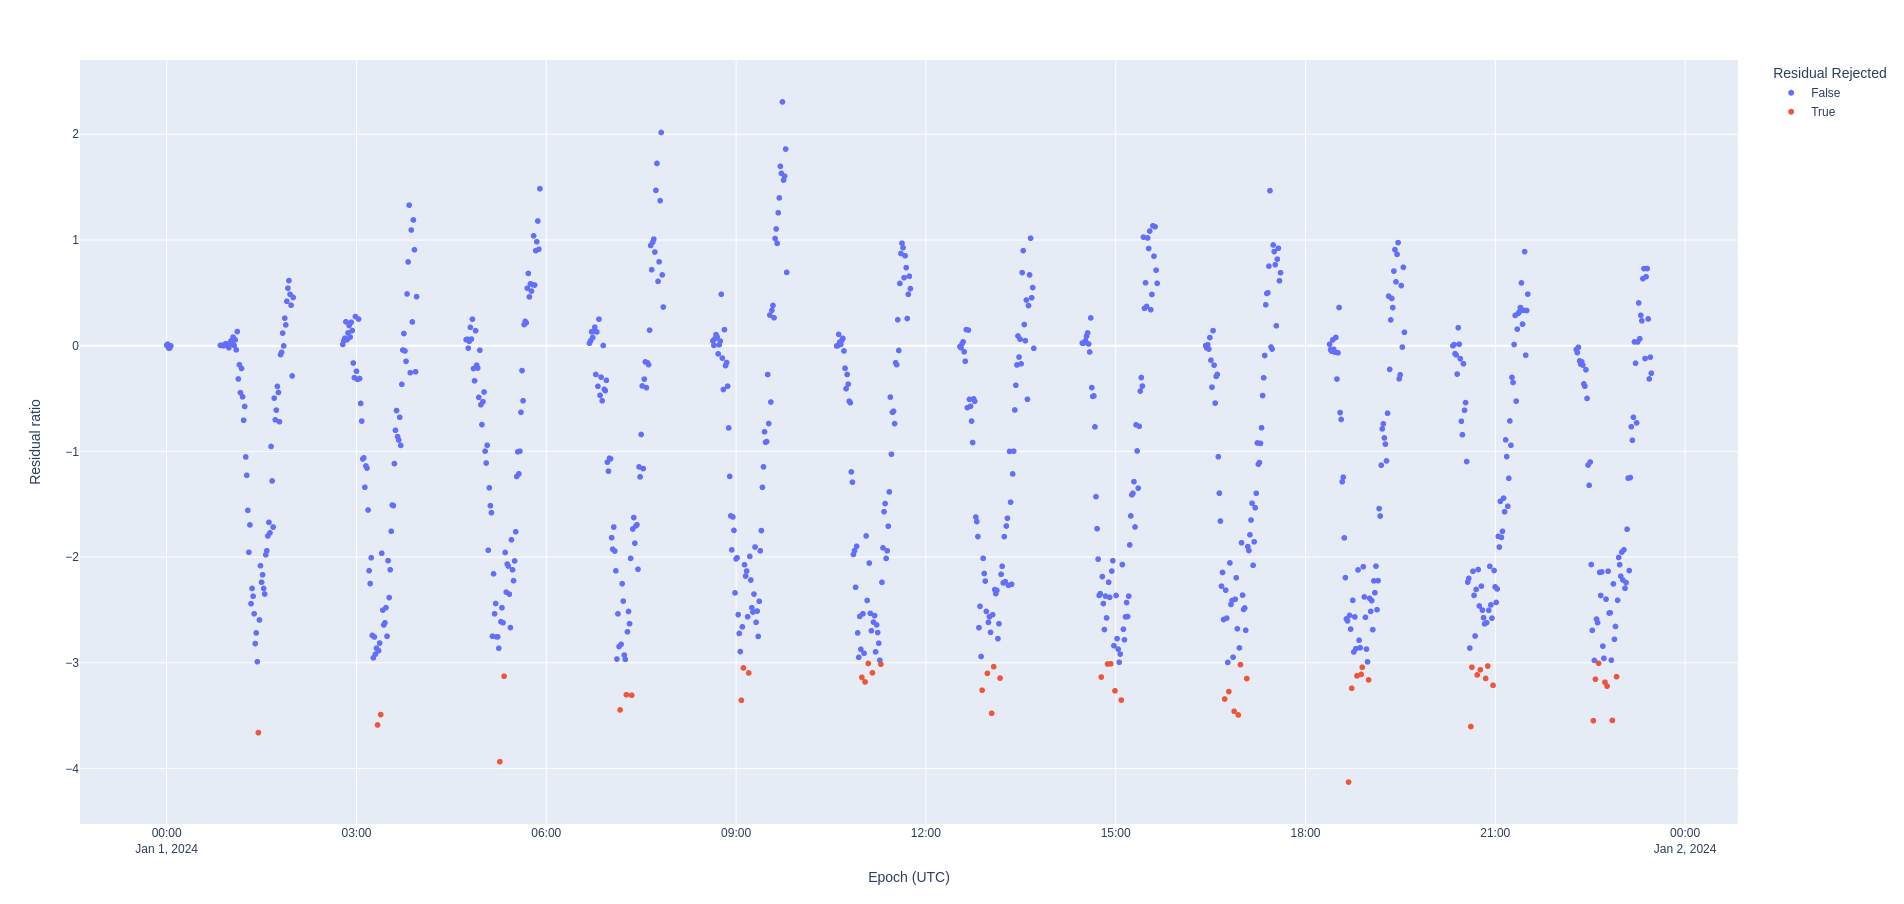 Residual Rejected
False
True
2
1
0
−1
−2
−3
−4
Residual ratio
00:00
Jan 1, 2024
03:00
06:00
09:00
12:00
15:00
18:00
21:00
00:00
Jan 2, 2024
Epoch (UTC)